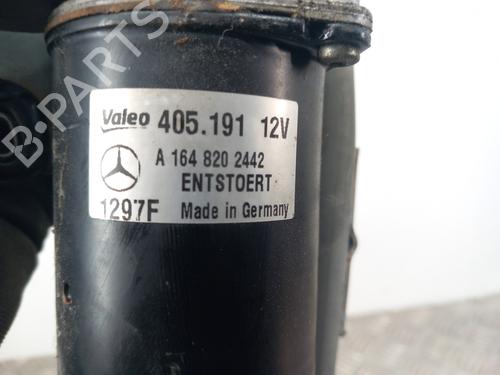 Valeo 405.191 12V
A 164 820 2442
ENTSTOERT
1297F Made in Germany
B-PARTS